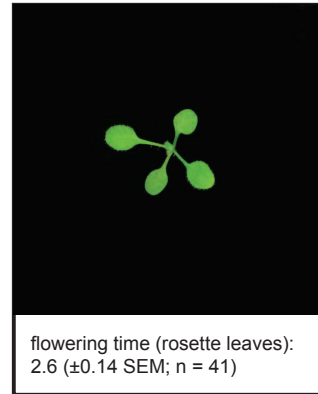 flowering time (rosette leaves):
2.6 (±0.14 SEM; n = 41)